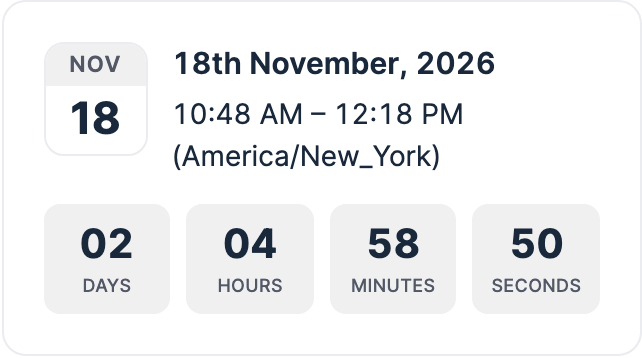 NOV
18
18th November, 2026
10:48 AM – 12:18 PM
(America/New_York)
02 04 58 50
DAYS HOURS MINUTES SECONDS